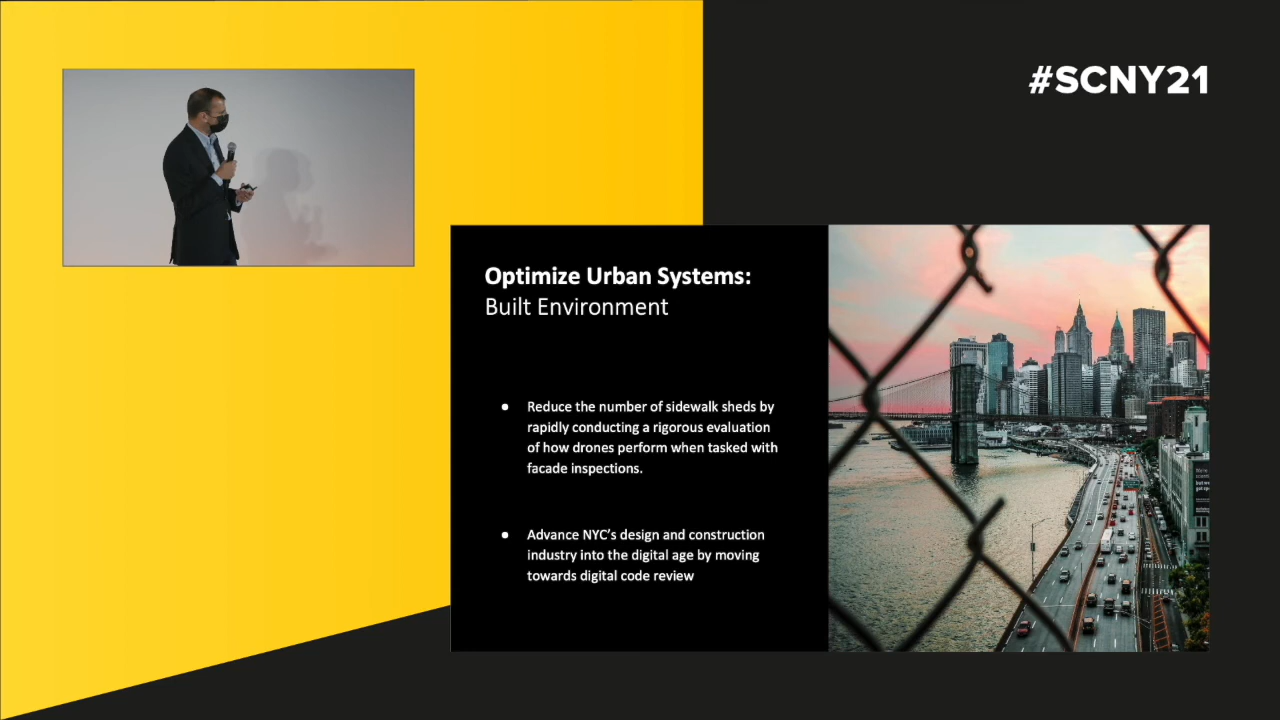 #SCNY21
Optimize Urban Systems:
Built Environment
● Reduce the number of sidewalk sheds by
rapidly conducting a rigorous evaluation
of how drones perform when tasked with
facade inspections.
● Advance NYC’s design and construction
industry into the digital age by moving
towards digital code review